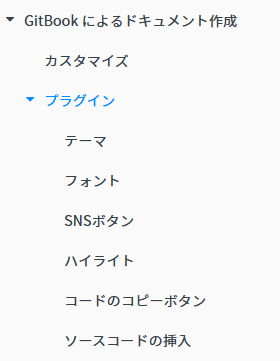 GitBook によるドキュメント作成
カスタマイズ
プラグイン
テーマ
フォント
SNSボタン
ハイライト
コードのコピーボタン
ソースコードの挿入